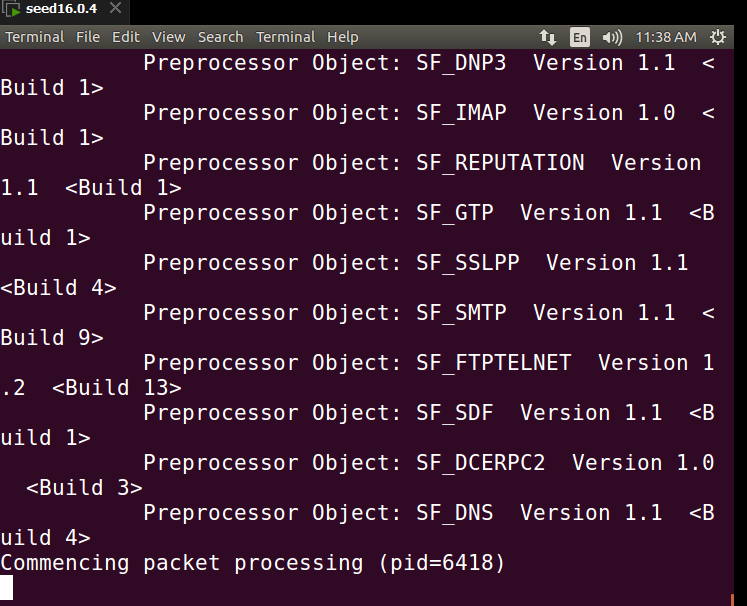 seed16.0.4
Terminal File Edit View Search Terminal Help En 11:38 AM
Preprocessor Object: SF_DNP3 Version 1.1 <
Build 1>
Preprocessor Object: SF_IMAP Version 1.0 <
Build 1>
Preprocessor Object: SF_REPUTATION Version
1.1 <Build 1>
Preprocessor Object: SF_GTP Version 1.1 <B
uild 1>
Preprocessor Object: SF_SSLPP Version 1.1
<Build 4>
Preprocessor Object: SF_SMTP Version 1.1 <
Build 9>
Preprocessor Object: SF_FTPTELNET Version 1
.2 <Build 13>
Preprocessor Object: SF_SDF Version 1.1 <B
uild 1>
Preprocessor Object: SF_DCERPC2 Version 1.0
<Build 3>
Preprocessor Object: SF_DNS Version 1.1 <B
uild 4>
Commencing packet processing (pid=6418)